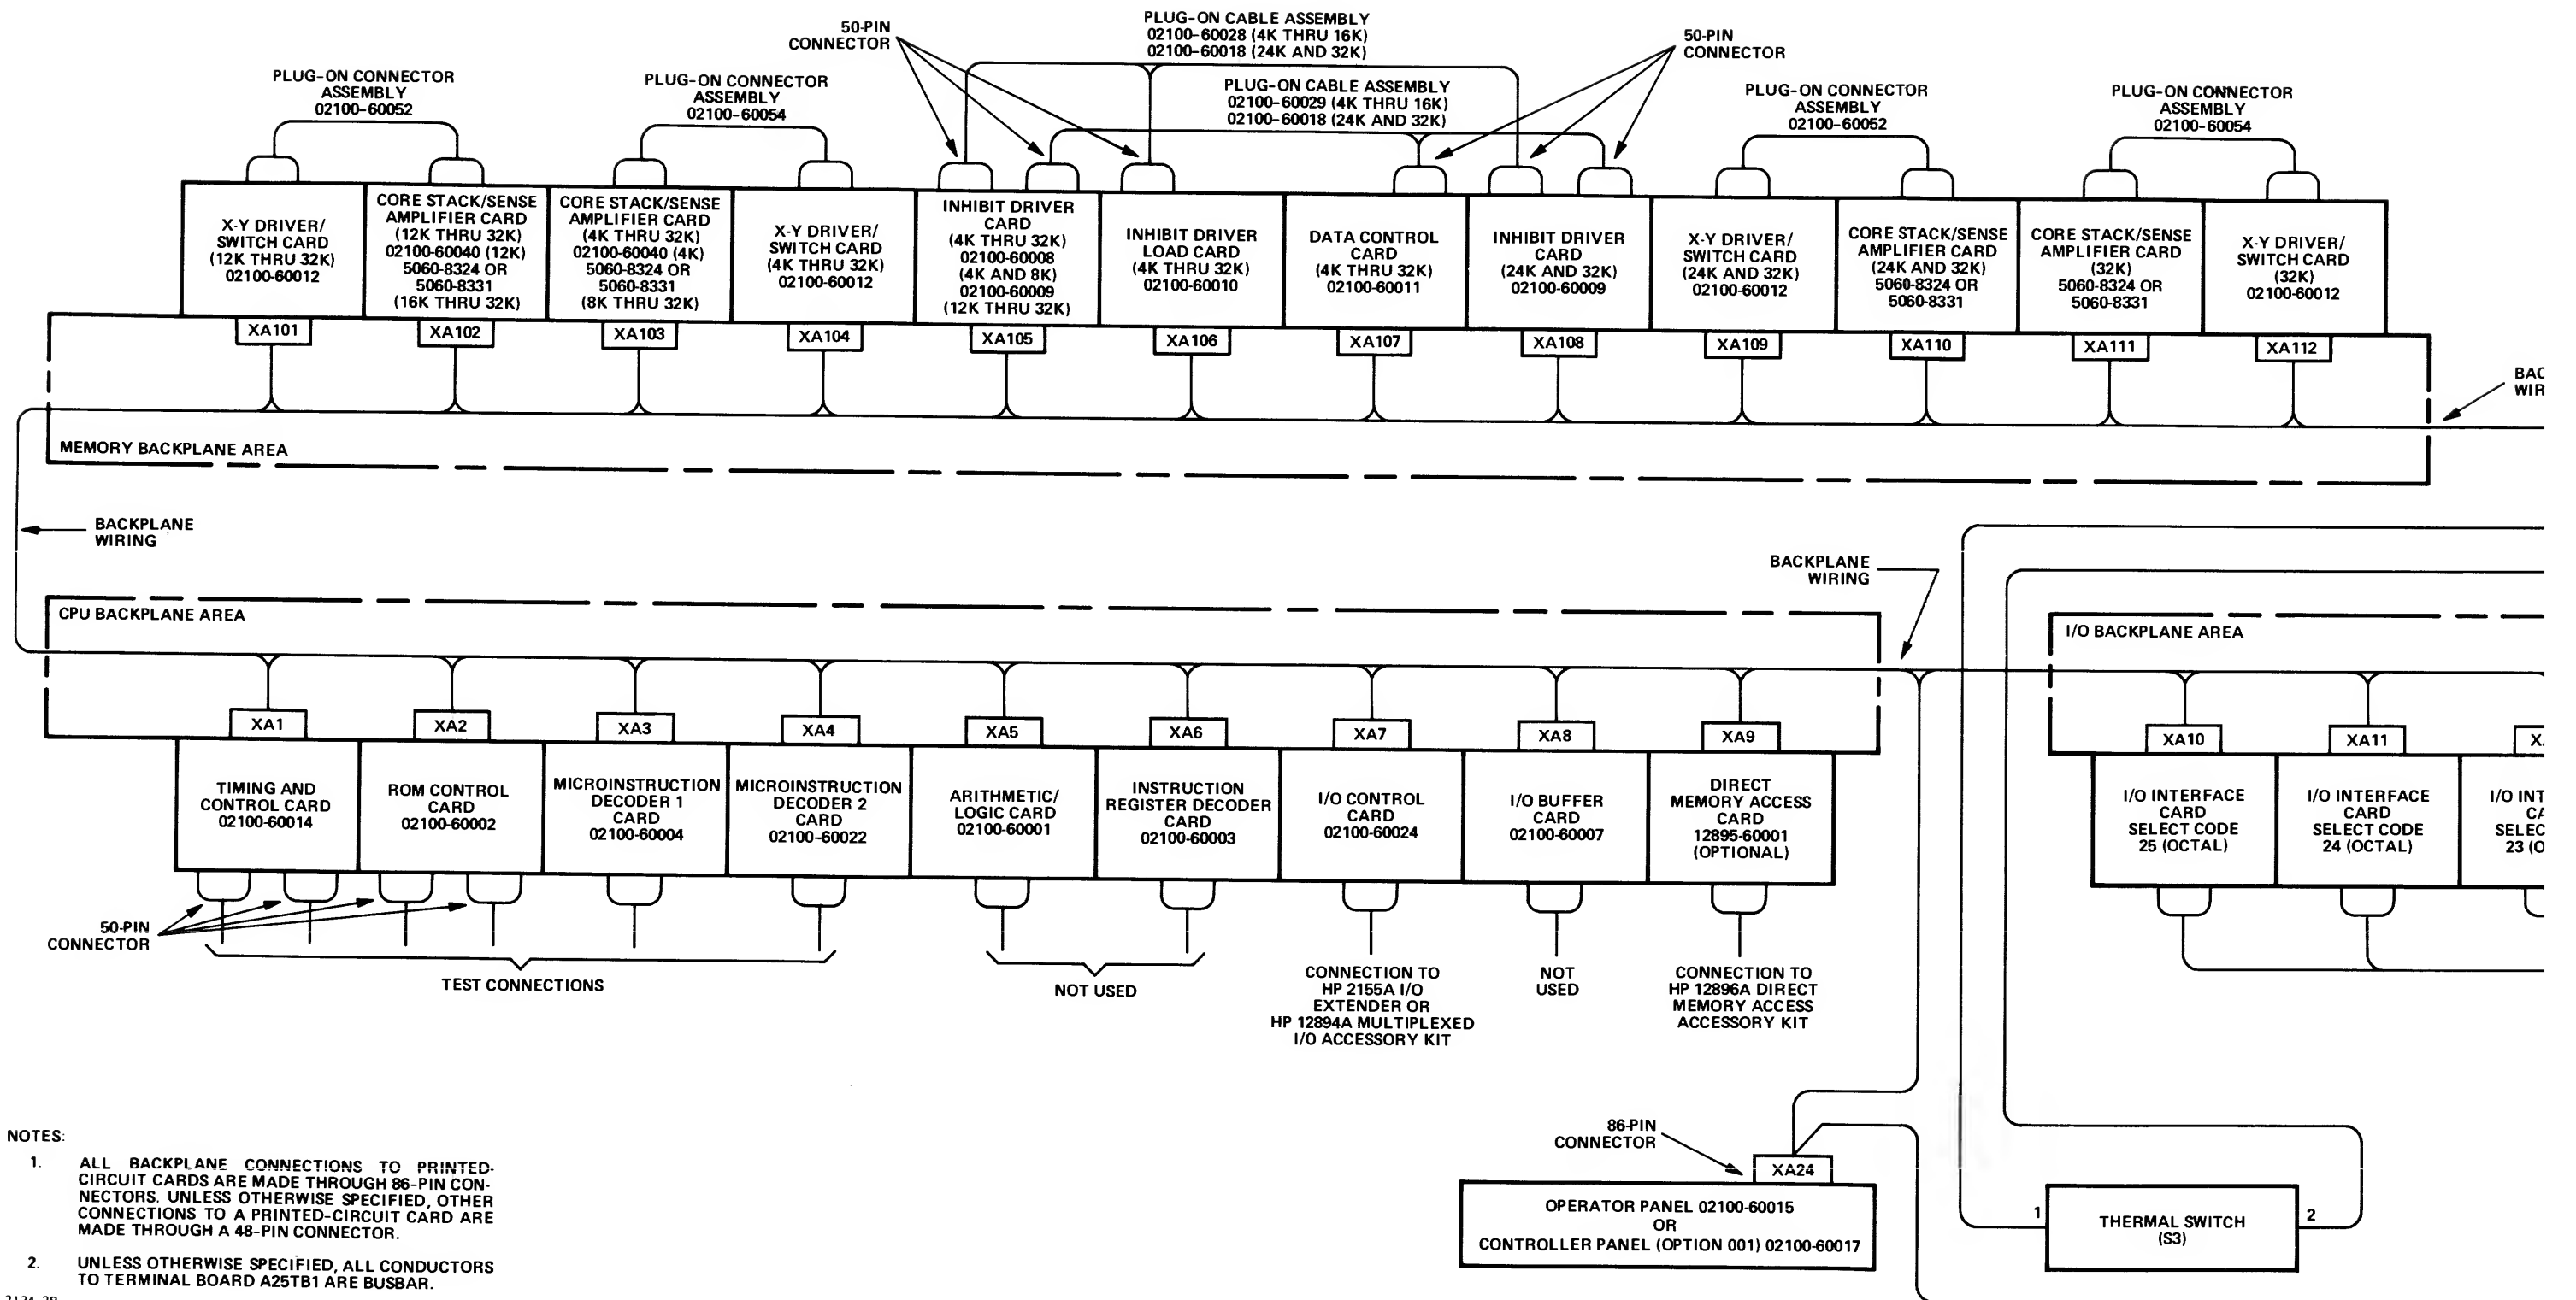 50-PIN
CONNECTOR
PLUG-ON CABLE ASSEMBLY
02100-60028 (4K THRU 16K)
02100-60018 (24K AND 32K)
50-PIN
CONNECTOR
PLUG-ON CONNECTOR
ASSEMBLY
02100-60052
PLUG-ON CONNECTOR
ASSEMBLY
02100-60054
PLUG-ON CABLE ASSEMBLY
02100-60029 (4K THRU 16K)
02100-60018 (24K AND 32K)
PLUG-ON CONNECTOR
ASSEMBLY
02100-60052
PLUG-ON CONNECTOR
ASSEMBLY
02100-60054
X-Y DRIVER/
SWITCH CARD
(12K THRU 32K)
02100-60012
CORE STACK/SENSE
AMPLIFIER CARD
(12K THRU 32K)
02100-60040 (12K)
5060-8324 OR
5060-8331
(16K THRU 32K)
CORE STACK/SENSE
AMPLIFIER CARD
(4K THRU 32K)
02100-60040 (4K)
5060-8324 OR
5060-8331
(8K THRU 32K)
X-Y DRIVER/
SWITCH CARD
(4K THRU 32K)
02100-60012
INHIBIT DRIVER
CARD
(4K THRU 32K)
02100-60008
(4K AND 8K)
02100-60009
(12K THRU 32K)
INHIBIT DRIVER
LOAD CARD
(4K THRU 32K)
02100-60010
DATA CONTROL
CARD
(4K THRU 32K)
02100-60011
INHIBIT DRIVER
CARD
(24K AND 32K)
02100-60009
X-Y DRIVER/
SWITCH CARD
(24K AND 32K)
02100-60012
CORE STACK/SENSE
AMPLIFIER CARD
(24K AND 32K)
5060-8324 OR
5060-8331
CORE STACK/SENSE
AMPLIFIER CARD
(32K)
5060-8324 OR
5060-8331
X-Y DRIVER/
SWITCH CARD
(32K)
02100-60012
XA101
XA102
XA103
XA104
XA105
XA106
XA107
XA108
XA109
XA110
XA111
XA112
BAC
WIR
MEMORY BACKPLANE AREA
BACKPLANE
WIRING
BACKPLANE
WIRING
CPU BACKPLANE AREA
I/O BACKPLANE AREA
XA1
XA2
XA3
XA4
XA5
XA6
XA7
XA8
XA9
XA10
XA11
TIMING AND
CONTROL CARD
02100-60014
ROM CONTROL
CARD
02100-60002
MICROINSTRUCTION
DECODER 1
CARD
02100-60004
MICROINSTRUCTION
DECODER 2
CARD
02100-60022
ARITHMETIC/
LOGIC CARD
02100-60001
INSTRUCTION
REGISTER DECODER
CARD
02100-60003
I/O CONTROL
CARD
02100-60024
I/O BUFFER
CARD
02100-60007
DIRECT
MEMORY ACCESS
CARD
12895-60001
(OPTIONAL)
I/O INTERFACE
CARD
SELECT CODE
25 (OCTAL)
I/O INTERFACE
CARD
SELECT CODE
24 (OCTAL)
I/O INT
CA
SELEC
23 (O
50-PIN
CONNECTOR
TEST CONNECTIONS
NOT USED
CONNECTION TO
HP 2155A I/O
EXTENDER OR
HP 12894A MULTIPLEXED
I/O ACCESSORY KIT
NOT
USED
CONNECTION TO
HP 12896A DIRECT
MEMORY ACCESS
ACCESSORY KIT
86-PIN
CONNECTOR
XA24
OPERATOR PANEL 02100-60015
OR
CONTROLLER PANEL (OPTION 001) 02100-60017
1
THERMAL SWITCH
(S3)
2
NOTES:
1. ALL BACKPLANE CONNECTIONS TO PRINTED-
CIRCUIT CARDS ARE MADE THROUGH 86-PIN CON-
NECTORS. UNLESS OTHERWISE SPECIFIED, OTHER
CONNECTIONS TO A PRINTED-CIRCUIT CARD ARE
MADE THROUGH A 48-PIN CONNECTOR.
2. UNLESS OTHERWISE SPECIFIED, ALL CONDUCTORS
TO TERMINAL BOARD A25TB1 ARE BUSBAR.